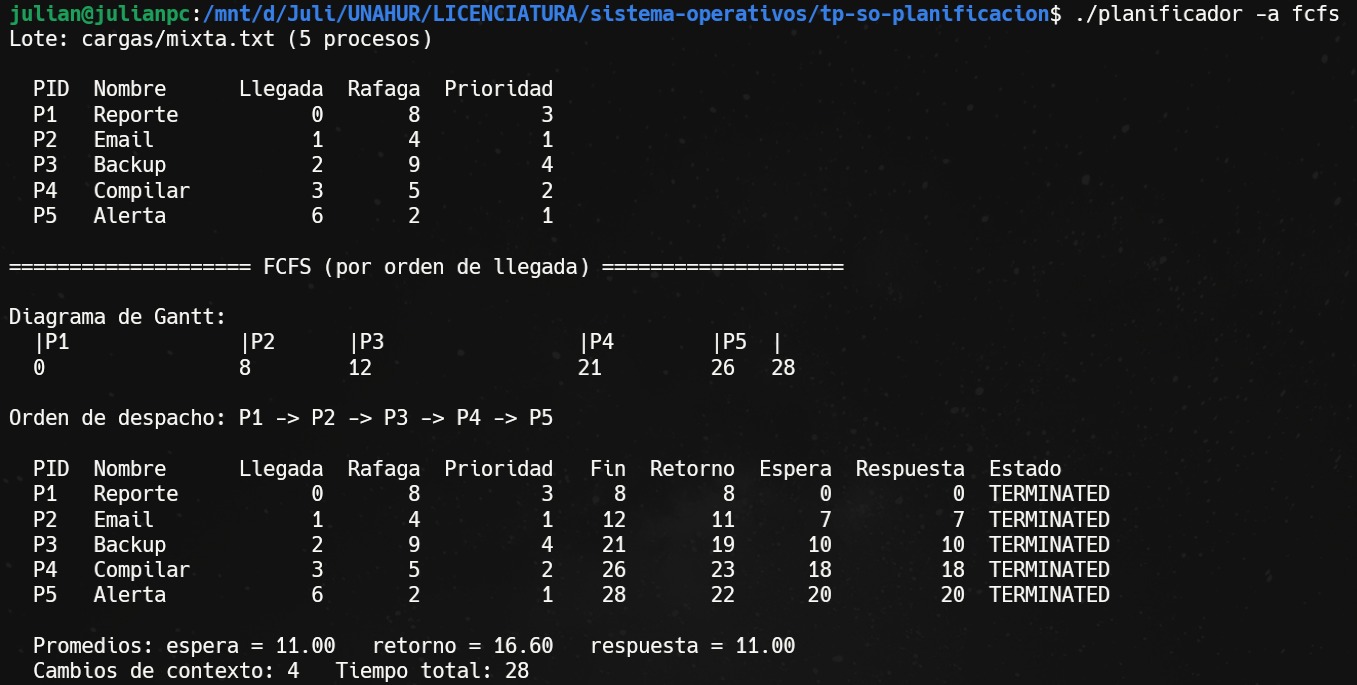 julian@julianpc:/mnt/d/Juli/UNAHUR/LICENCIATURA/sistema-operativos/tp-so-planificacion$ ./planificador -a fcfs
Lote: cargas/mixta.txt (5 procesos)
PID  Nombre      Llegada  Rafaga  Prioridad
P1   Reporte           0       8          3
P2   Email             1       4          1
P3   Backup            2       9          4
P4   Compilar          3       5          2
P5   Alerta            6       2          1
==================== FCFS (por orden de llegada) ====================
Diagrama de Gantt:
|P1              |P2      |P3                |P4         |P5   |
0                8        12                 21         26   28
Orden de despacho: P1 -> P2 -> P3 -> P4 -> P5
PID  Nombre      Llegada  Rafaga  Prioridad   Fin  Retorno  Espera  Respuesta  Estado
P1   Reporte           0       8          3     8        8       0          0  TERMINATED
P2   Email             1       4          1    12       11       7          7  TERMINATED
P3   Backup            2       9          4    21       19      10         10  TERMINATED
P4   Compilar          3       5          2    26       23      18         18  TERMINATED
P5   Alerta            6       2          1    28       22      20         20  TERMINATED
Promedios: espera = 11.00   retorno = 16.60   respuesta = 11.00
Cambios de contexto: 4   Tiempo total: 28